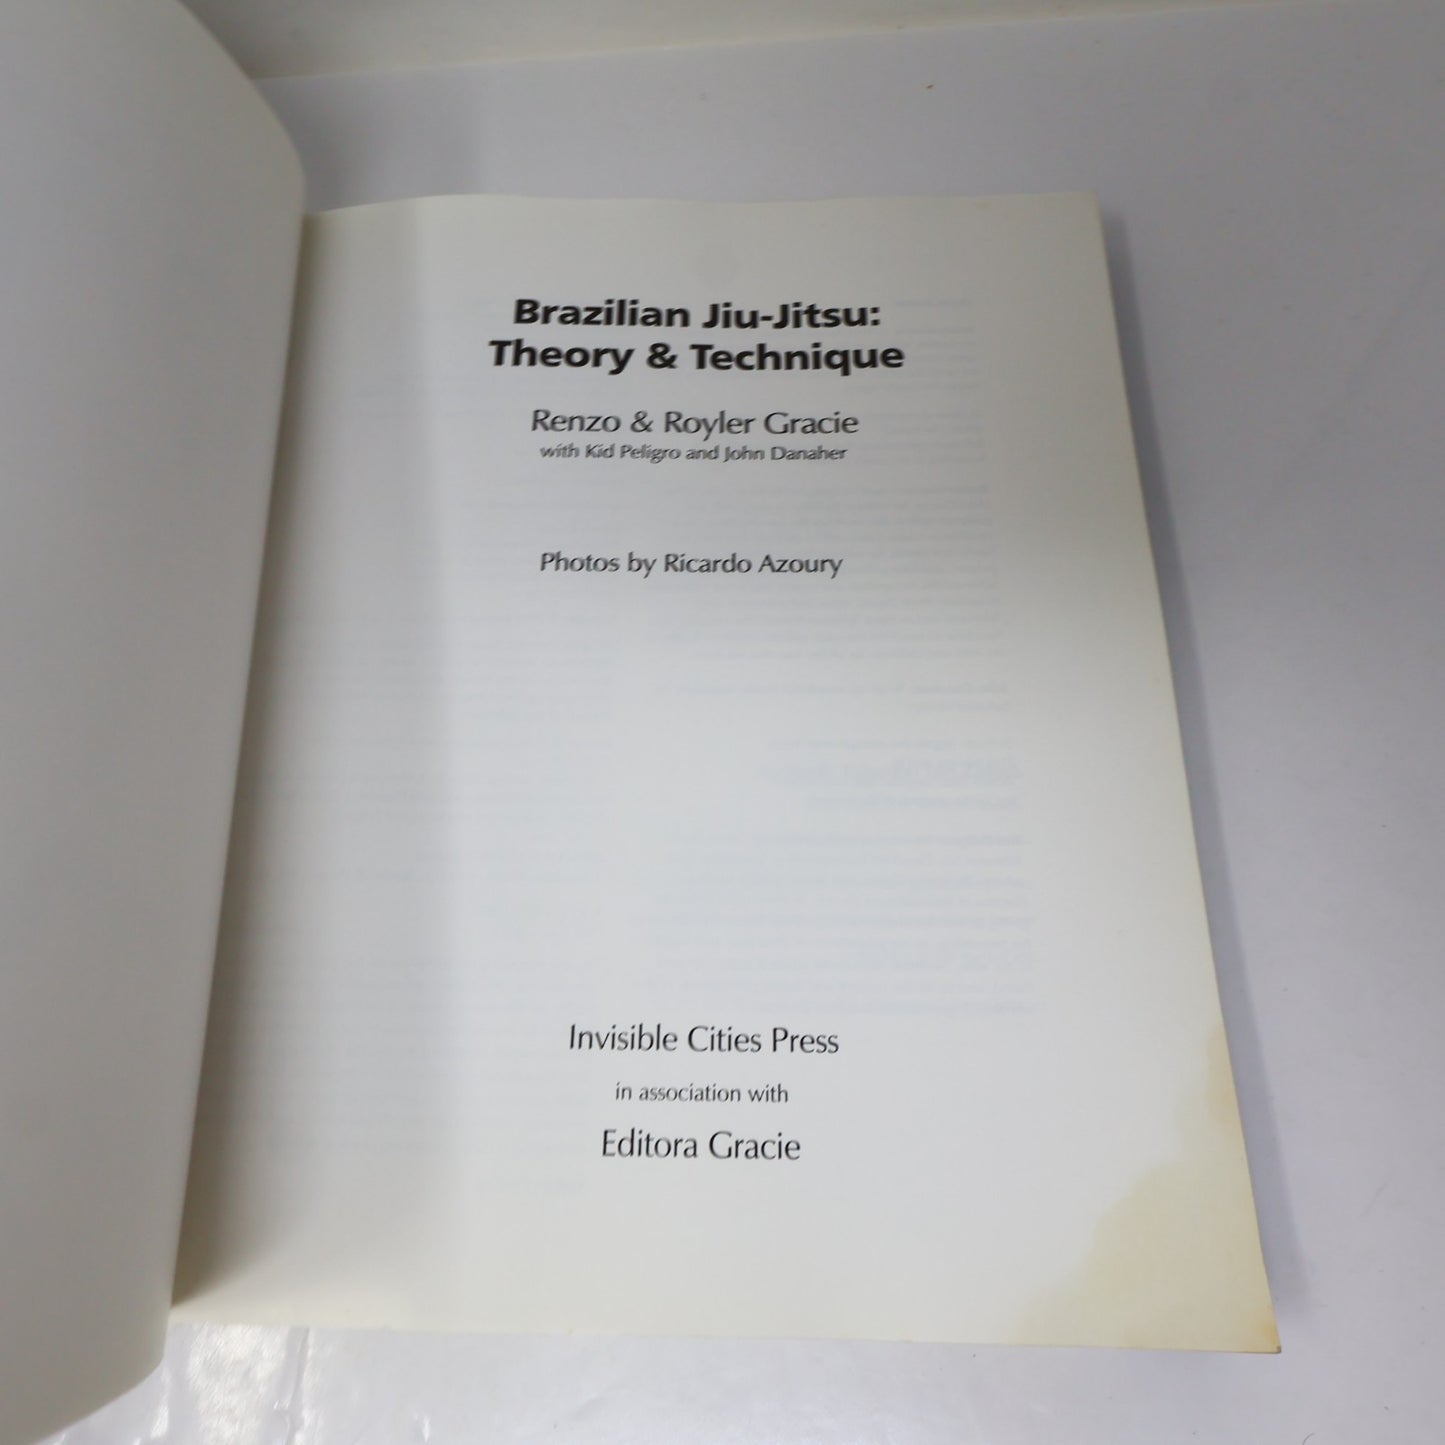 Brazilian Jiu-Jitsu:
Theory & Technique
Renzo & Royler Gracie
with Kid Peligro and John Danaher
Photos by Ricardo Azoury
Invisible Cities Press
in association with
Editora Gracie